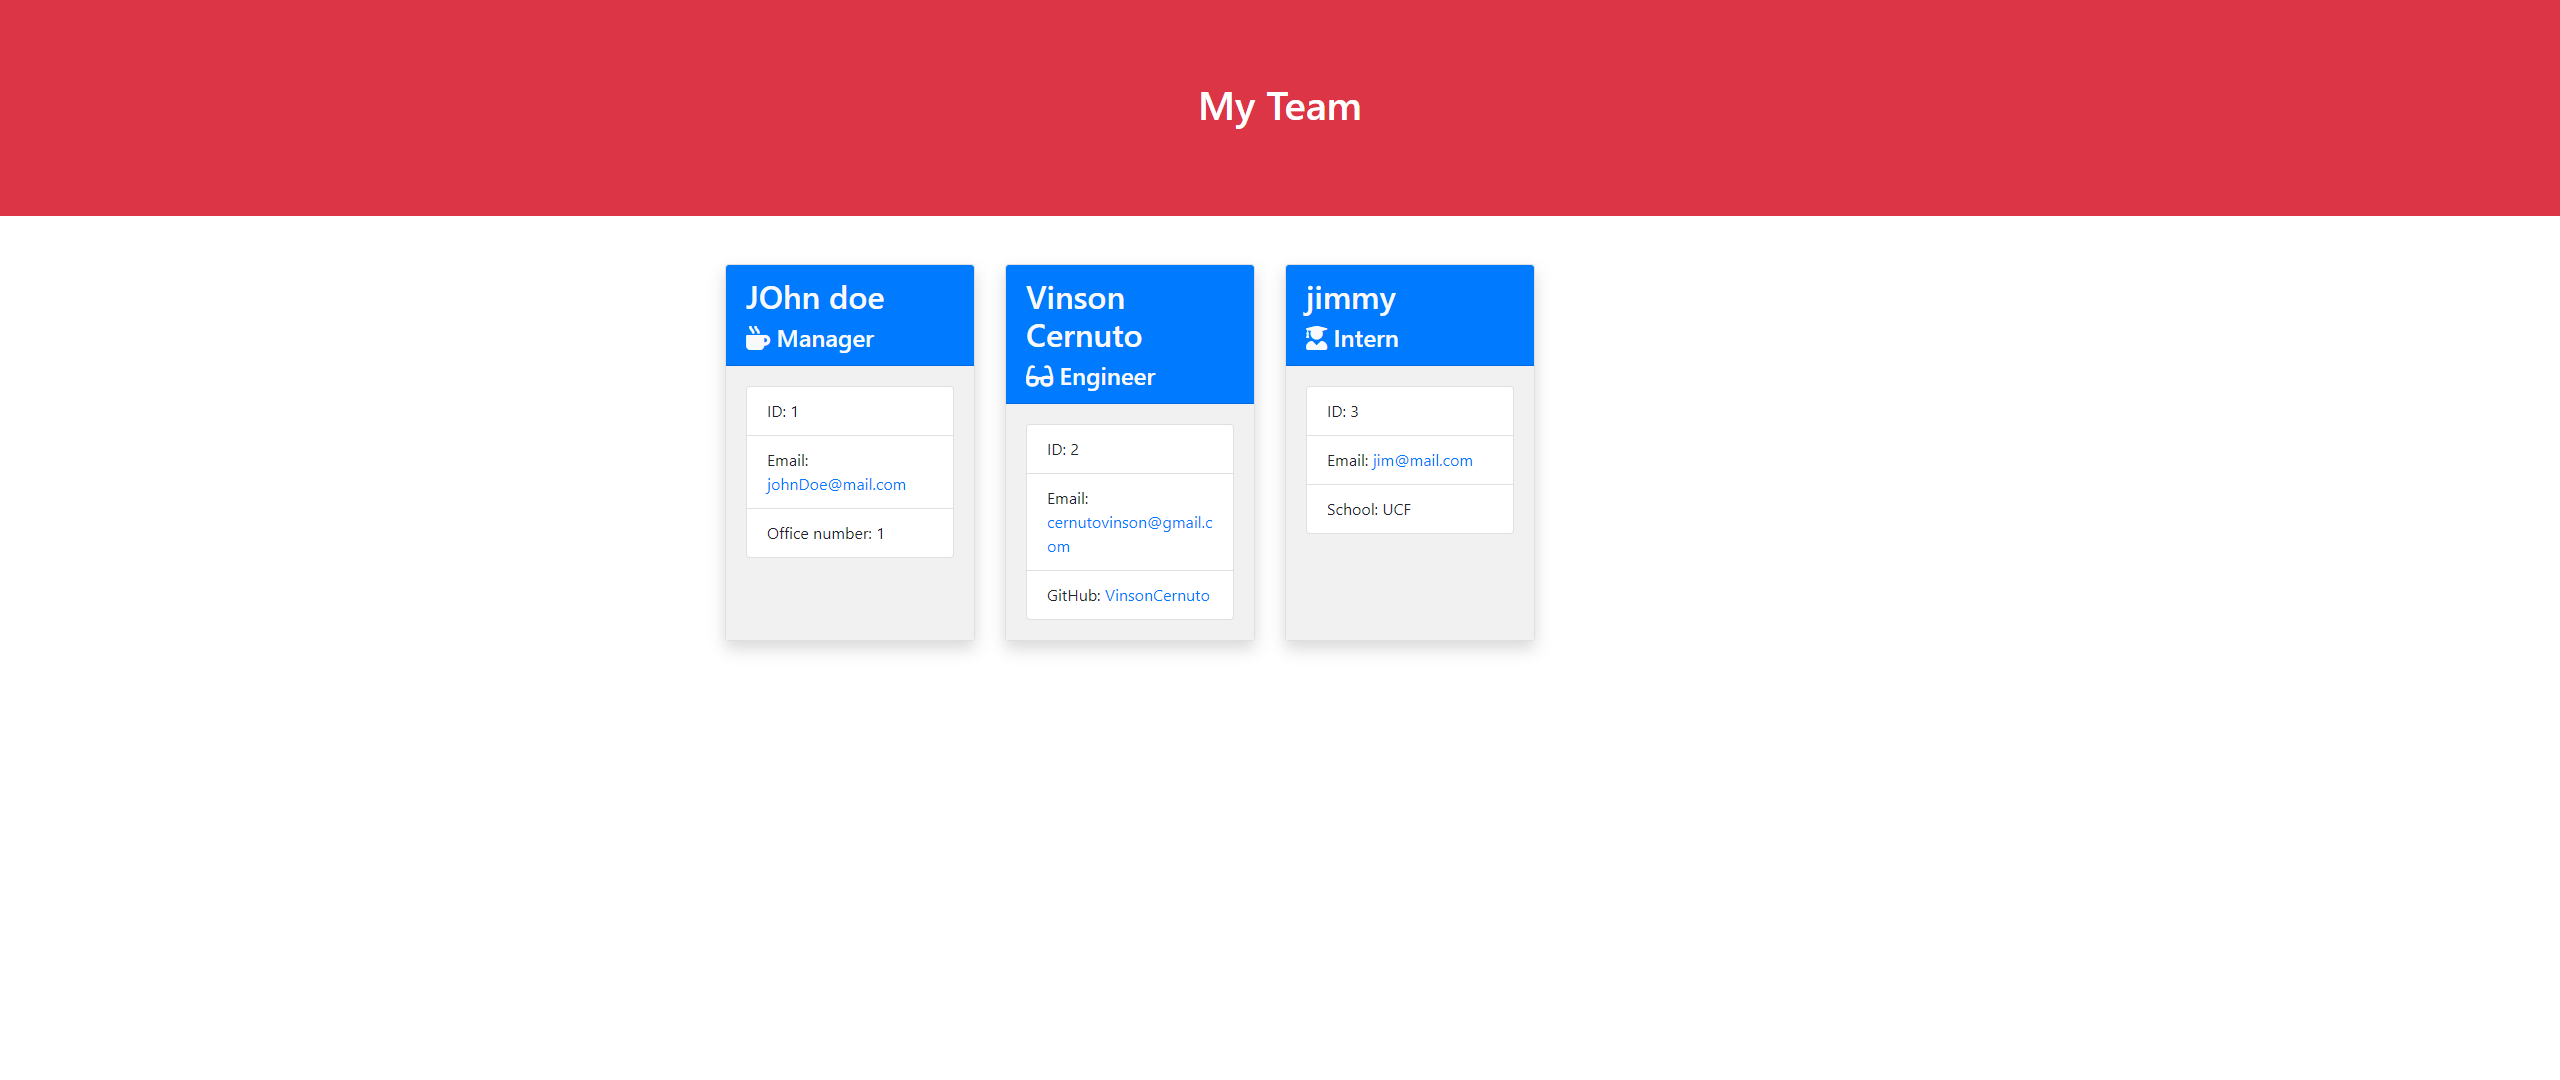 My Team
JOhn doe
Manager
ID: 1
Email:
johnDoe@mail.com
Office number: 1
Vinson
Cernuto
Engineer
ID: 2
Email:
cernutovinson@gmail.c
om
GitHub: VinsonCernuto
jimmy
Intern
ID: 3
Email: jim@mail.com
School: UCF